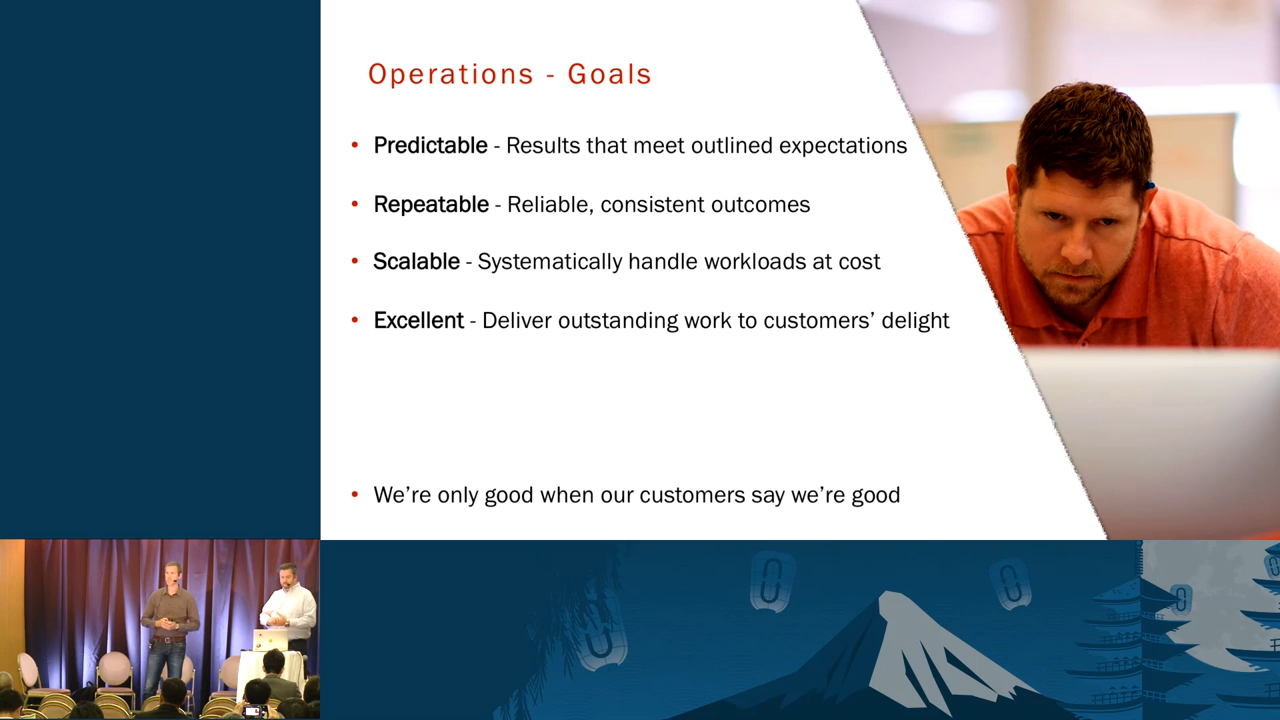 Operations - Goals
• Predictable - Results that meet outlined expectations
• Repeatable - Reliable, consistent outcomes
• Scalable - Systematically handle workloads at cost
• Excellent - Deliver outstanding work to customers’ delight
• We’re only good when our customers say we’re good